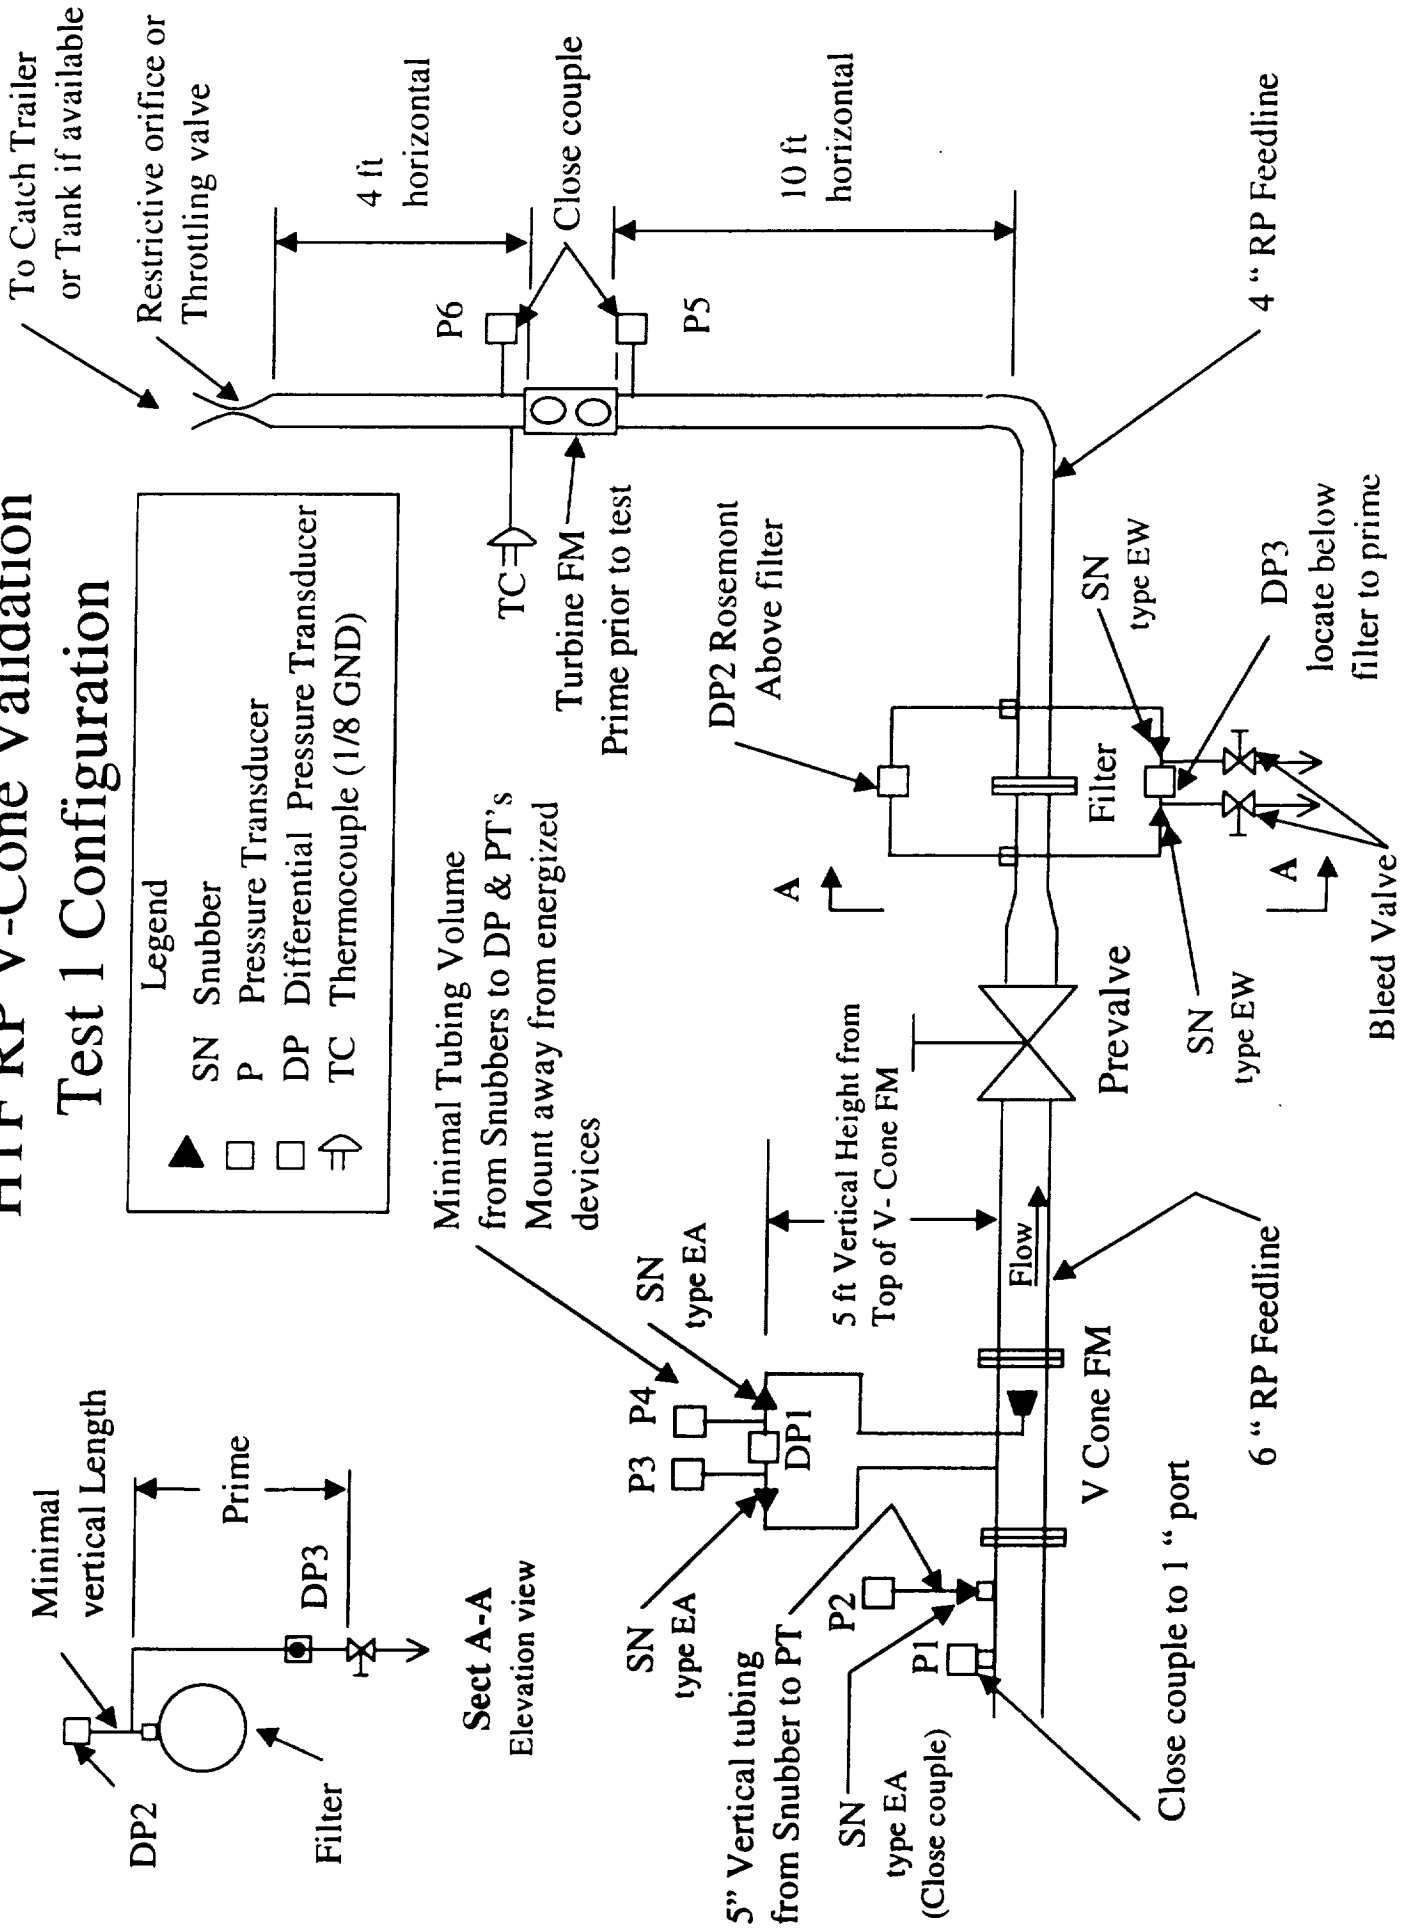 HTF RP V-Cone Validation
Test 1 Configuration
Legend
SN Snubber
P Pressure Transducer
DP Differential Pressure Transducer
TC Thermocouple (1/8 GND)
To Catch Trailer
or Tank if available
Restrictive orifice or
Throttling valve
4 ft
horizontal
Close couple
10 ft
horizontal
P6
P5
TC
Turbine FM
Prime prior to test
4 “ RP Feedline
Minimal
vertical Length
Prime
DP3
DP2
Filter
Sect A-A
Elevation view
Minimal Tubing Volume
from Snubbers to DP & PT's
Mount away from energized
devices
SN
type EA
P3
P4
DP1
SN
type EA
5 ft Vertical Height from
Top of V- Cone FM
DP2 Rosemont
Above filter
A
A
Filter
SN
type EW
DP3
locate below
filter to prime
SN
type EW
Bleed Valve
Prevalve
Flow
5” Vertical tubing
from Snubber to PT
P2
P1
SN
type EA
(Close couple)
V Cone FM
6 “ RP Feedline
Close couple to 1 “ port